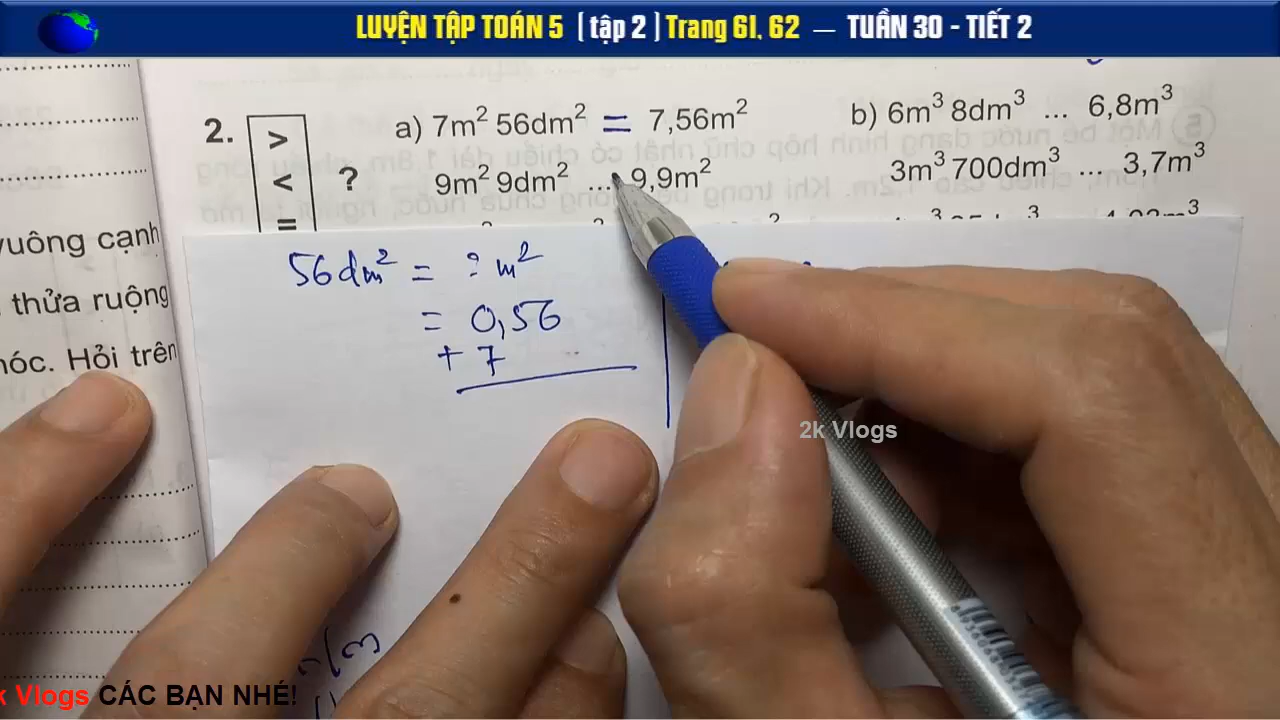 LUYỆN TẬP TOÁN 5 ( tập 2 ) Trang 61, 62 – TUẦN 30 - TIẾT 2
2. > < = ?
a) 7m² 56dm² = 7,56m²
b) 6m³ 8dm³ ... 6,8m³
9m² 9dm² ... 9,9m²
3m³ 700dm³ ... 3,7m³
vuông cạnh
thửa ruộng
hóc. Hỏi trên
56dm² = ? m²
= 0,56
+ 7
2k Vlogs
k Vlogs CÁC BẠN NHÉ!